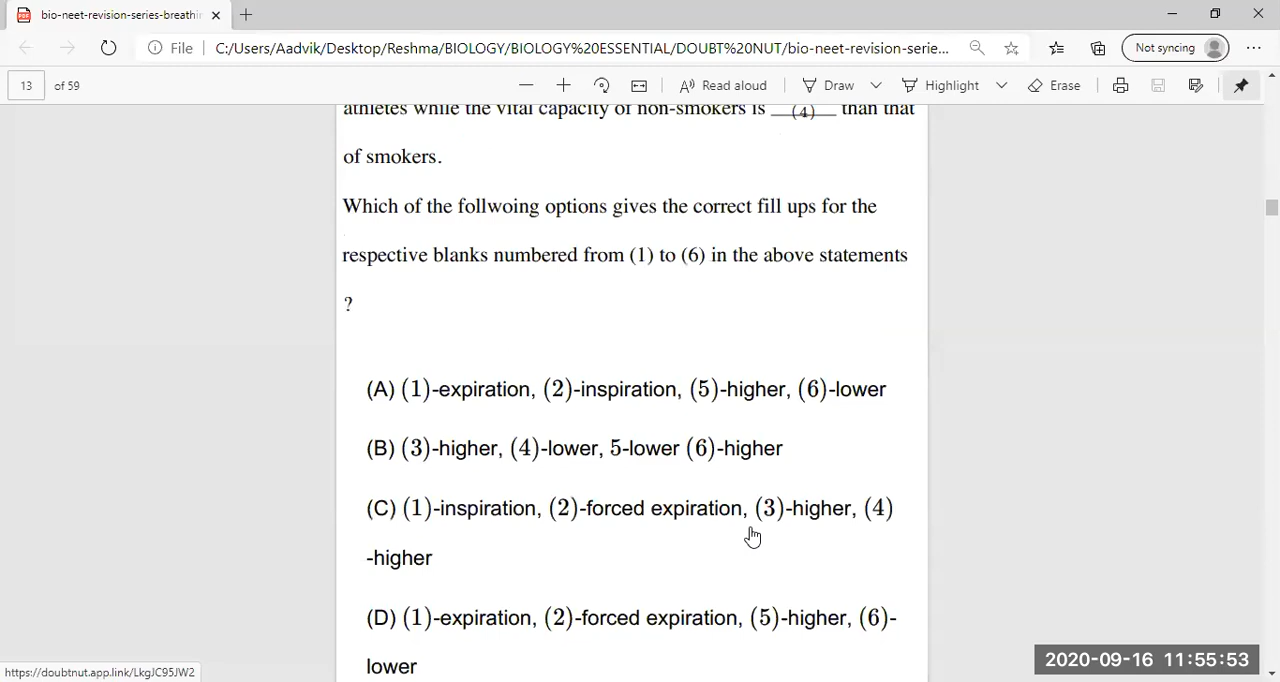 bio-neet-revision-series-breathin
File
C:/Users/Aadvik/Desktop/Reshma/BIOLOGY/BIOLOGY%20ESSENTIAL/DOUBT%20NUT/bio-neet-revision-serie...
Not syncing
13 of 59
Read aloud
Draw
Highlight
Erase
athletes while the vital capacity of non-smokers is __(4)__ than that
of smokers.
Which of the follwoing options gives the correct fill ups for the
respective blanks numbered from (1) to (6) in the above statements
?
(A) (1)-expiration, (2)-inspiration, (5)-higher, (6)-lower
(B) (3)-higher, (4)-lower, 5-lower (6)-higher
(C) (1)-inspiration, (2)-forced expiration, (3)-higher, (4)
-higher
(D) (1)-expiration, (2)-forced expiration, (5)-higher, (6)-
lower
https://doubtnut.app.link/LkgJC95JW2
2020-09-16 11:55:53